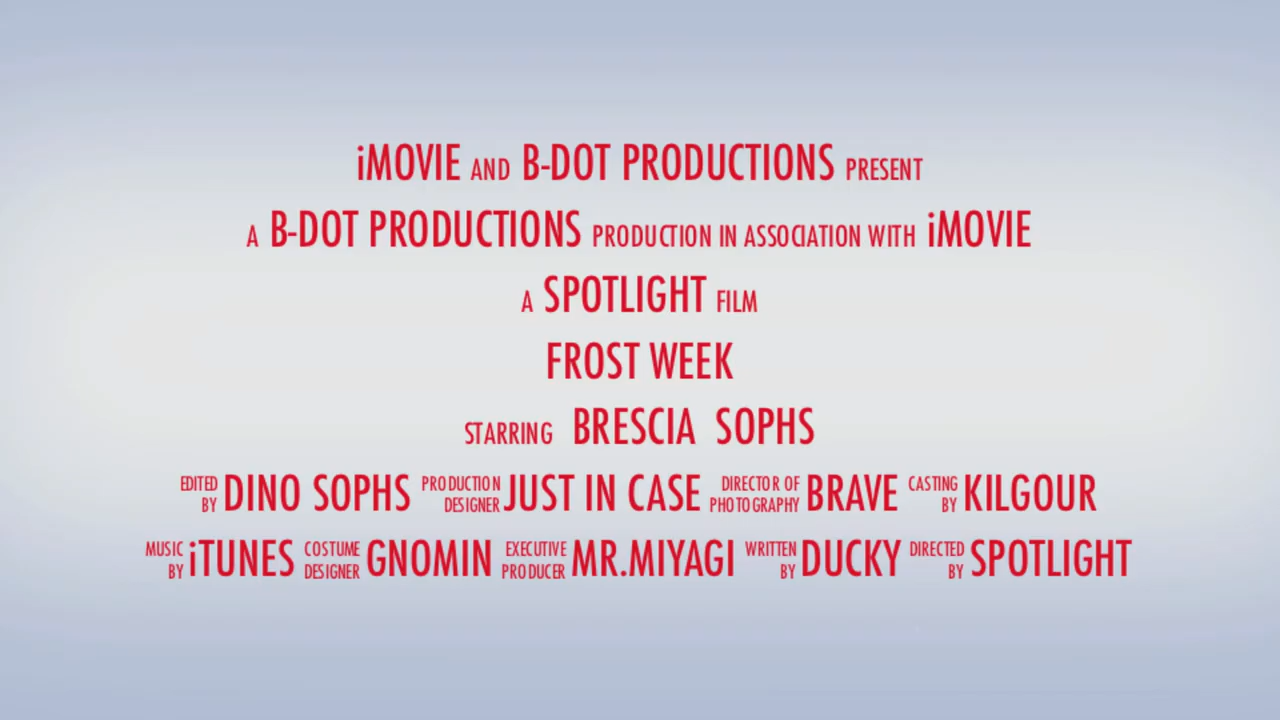 iMOVIE AND B-DOT PRODUCTIONS PRESENT
A B-DOT PRODUCTIONS PRODUCTION IN ASSOCIATION WITH iMOVIE
A SPOTLIGHT FILM
FROST WEEK
STARRING BRESCIA SOPHS
EDITED BY DINO SOPHS PRODUCTION DESIGNER JUST IN CASE DIRECTOR OF PHOTOGRAPHY BRAVE CASTING BY KILGOUR
MUSIC BY iTUNES COSTUME DESIGNER GNOMIN EXECUTIVE PRODUCER MR.MIYAGI WRITTEN BY DUCKY DIRECTED BY SPOTLIGHT